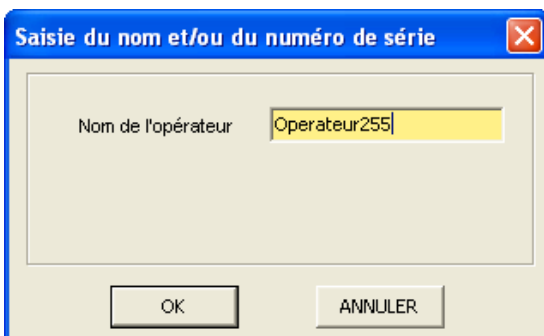 Saisie du nom et/ou du numéro de série
Nom de l'opérateur Operateur255
OK ANNULER